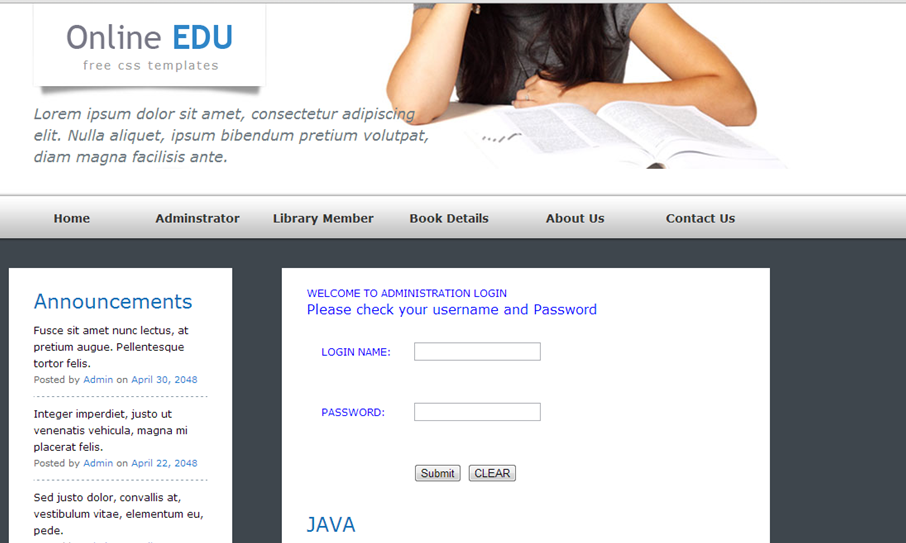 Online EDU
free css templates
Lorem ipsum dolor sit amet, consectetur adipiscing
elit. Nulla aliquet, ipsum bibendum pretium volutpat,
diam magna facilisis ante.
Home Adminstrator Library Member Book Details About Us Contact Us
Announcements
Fusce sit amet nunc lectus, at
pretium augue. Pellentesque
tortor felis.
Posted by Admin on April 30, 2048
Integer imperdiet, justo ut
venenatis vehicula, magna mi
placerat felis.
Posted by Admin on April 22, 2048
Sed justo dolor, convallis at,
vestibulum vitae, elementum eu,
pede.
WELCOME TO ADMINISTRATION LOGIN
Please check your username and Password
LOGIN NAME:
PASSWORD:
Submit CLEAR
JAVA